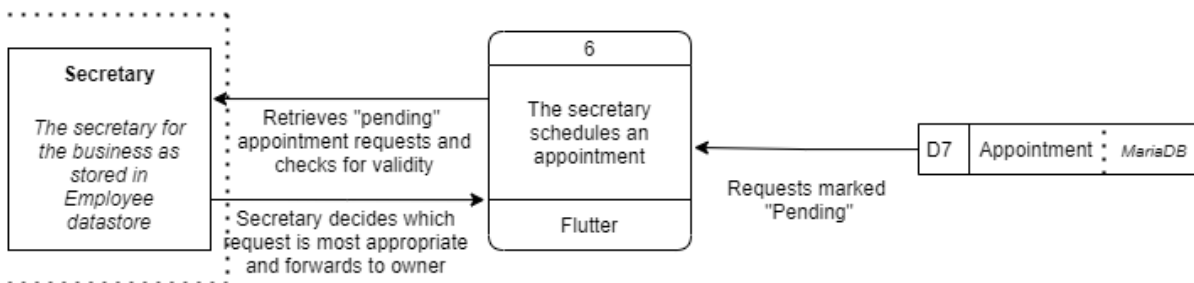 Secretary
The secretary for
the business as
stored in
Employee
datastore
Retrieves "pending"
appointment requests and
checks for validity
Secretary decides which
request is most appropriate
and forwards to owner
6
The secretary
schedules an
appointment
Flutter
Requests marked
"Pending"
D7
Appointment
MariaDB